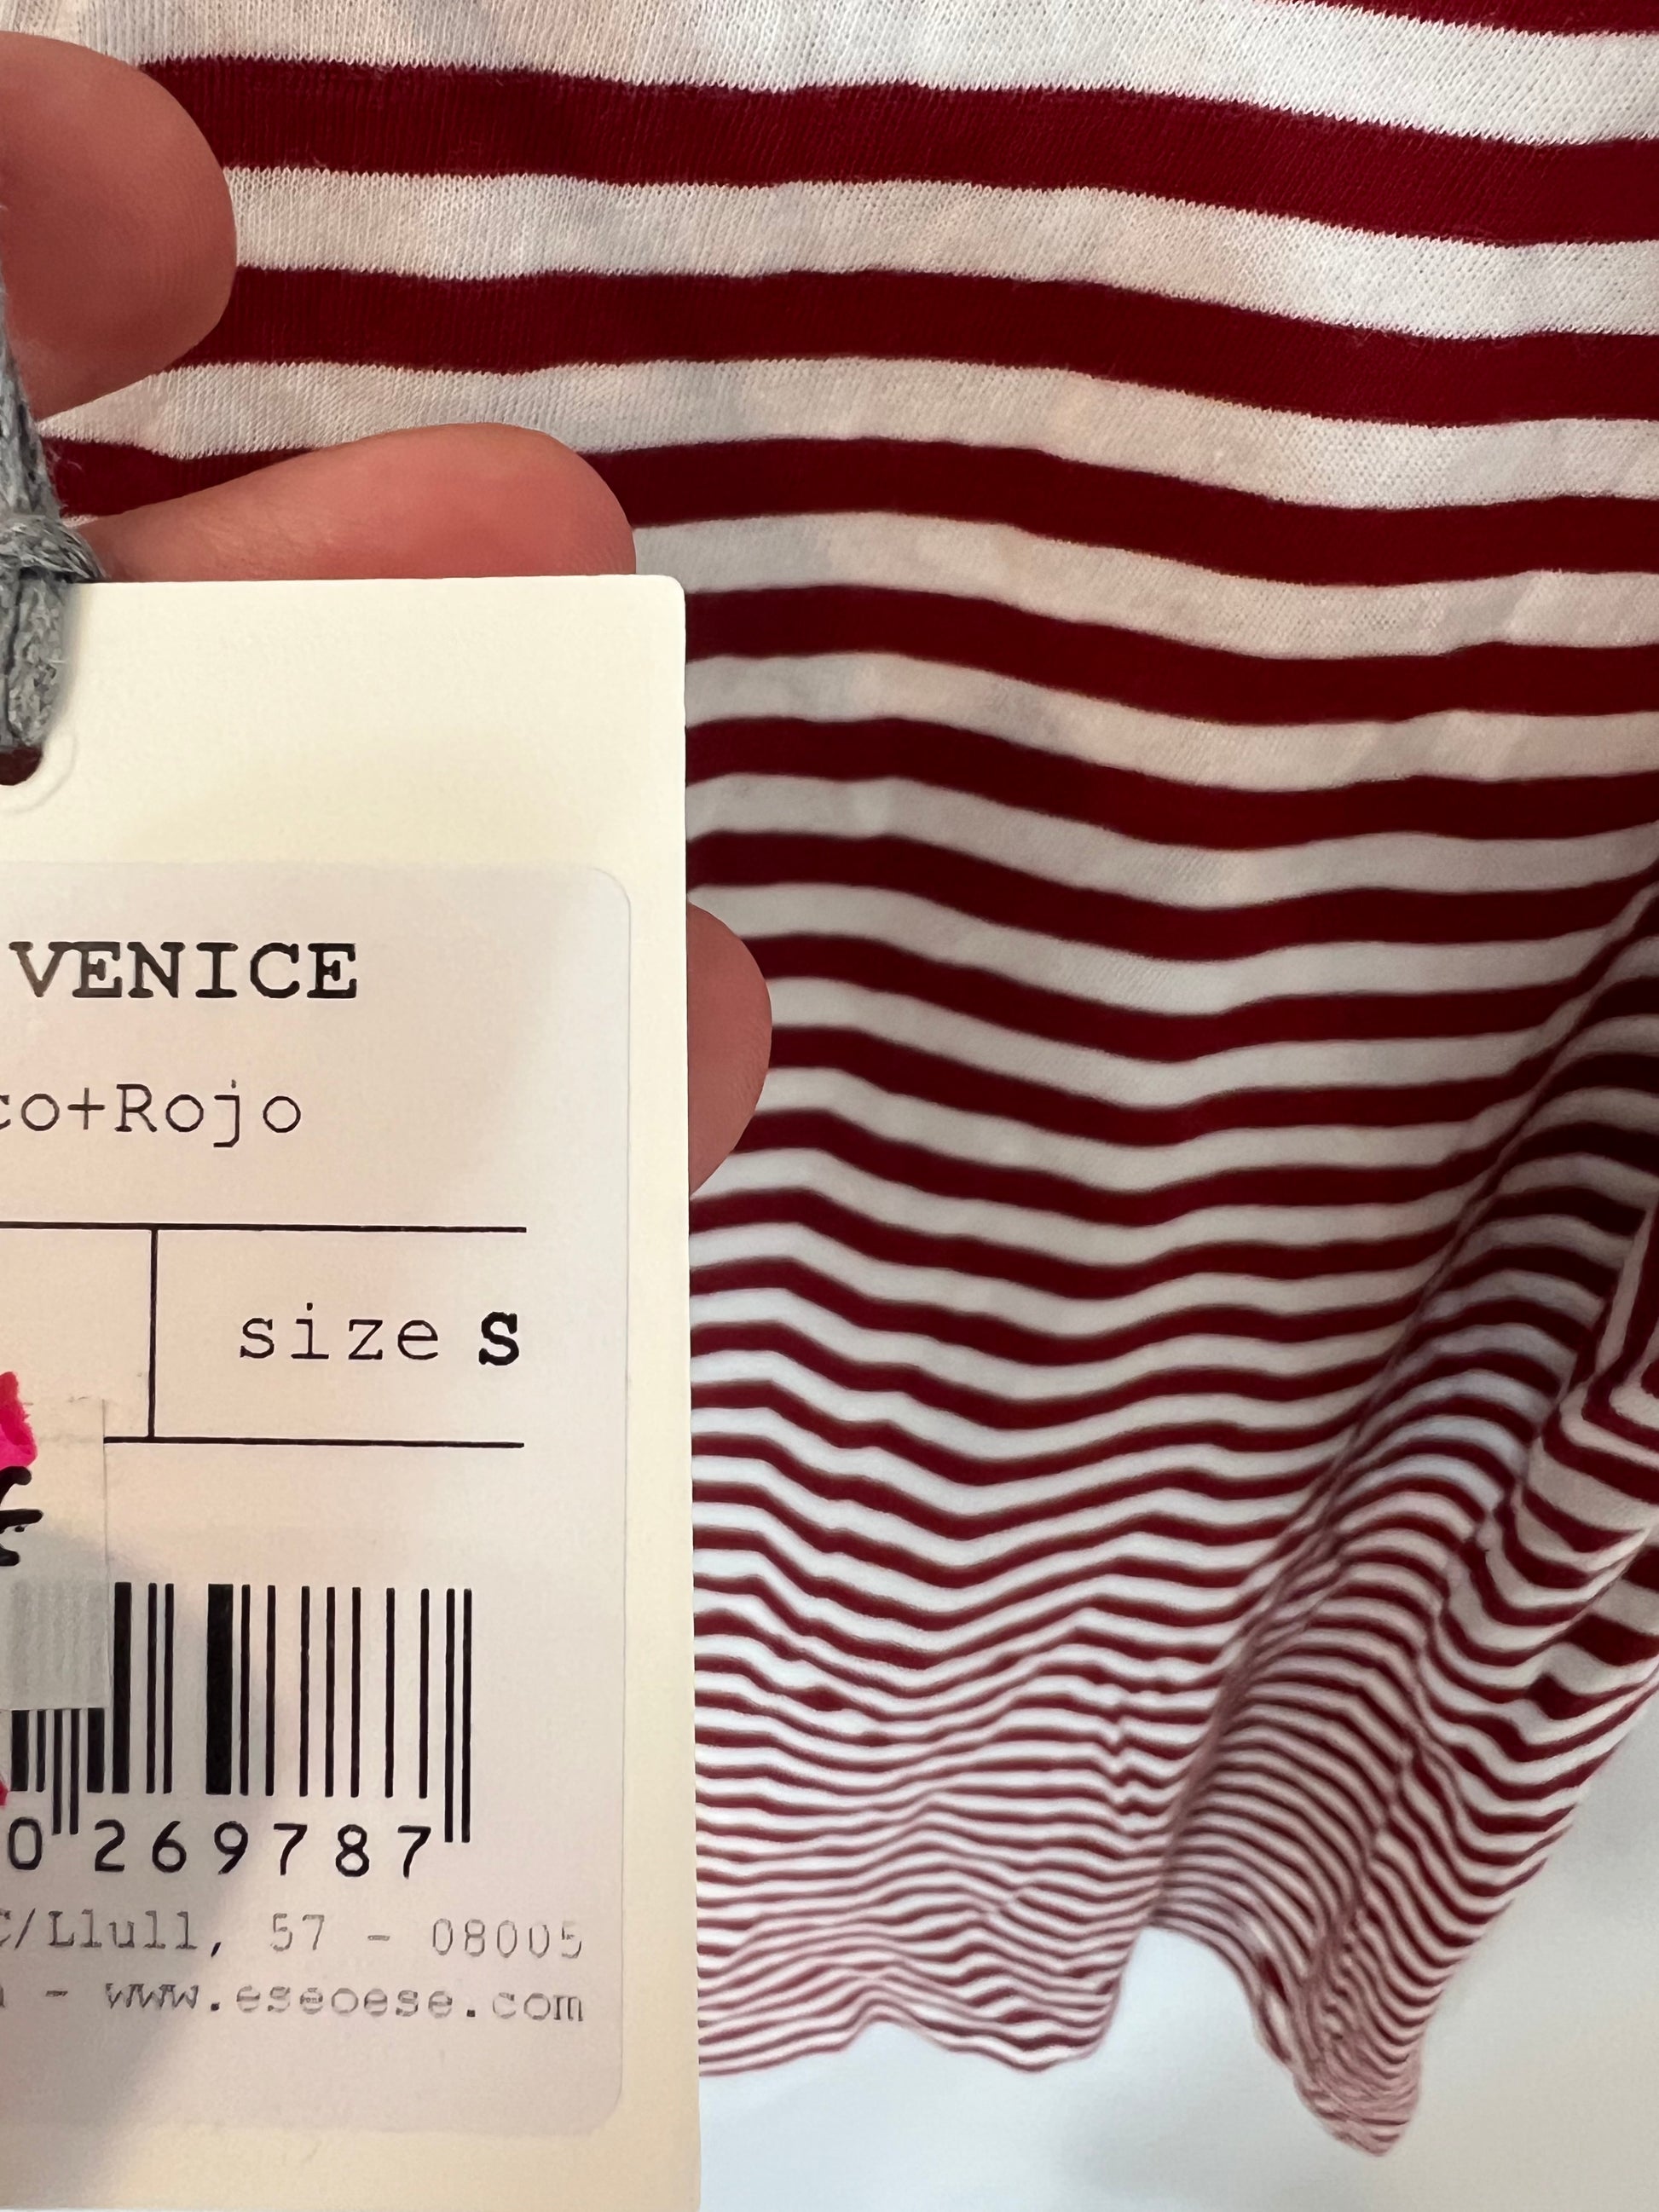 VENICE
co+Rojo
size S
€
0 269787
C/Llull, 57 - 08005
- www.eseoese.com